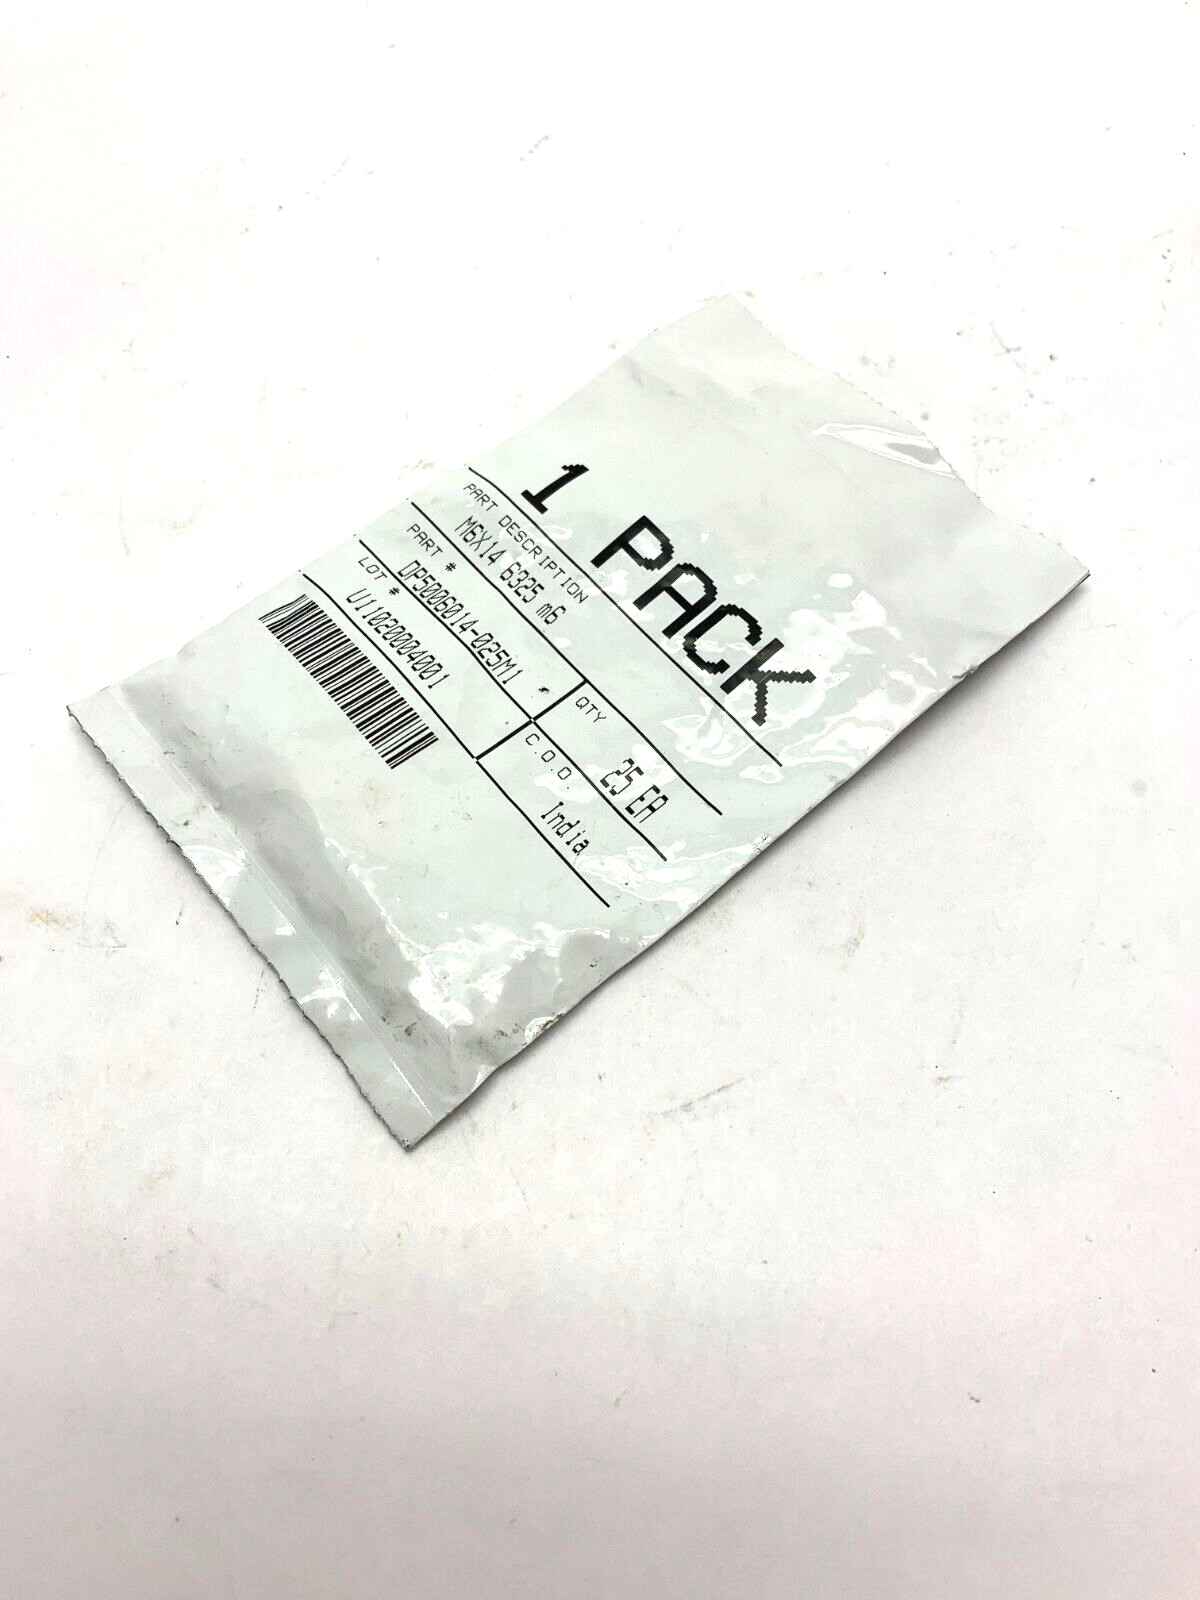 1 PACK
PART DESCRIPTION
M6X14 6325 m6
PART #
DP5006014-025M1
QTY
25 EA
LOT #
U11020004001
C.O.O.
India